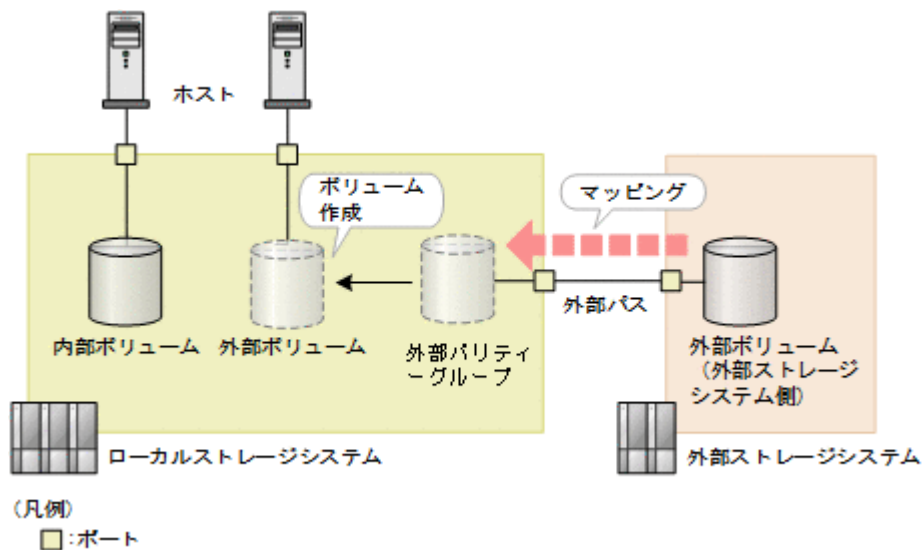 ホスト
ボリューム
作成
マッピング
内部ボリューム
外部ボリューム
外部パリティ
ーグループ
外部パス
外部ボリューム
（外部ストレージ
システム側）
ローカルストレージシステム
外部ストレージシステム
（凡例）
：ポート